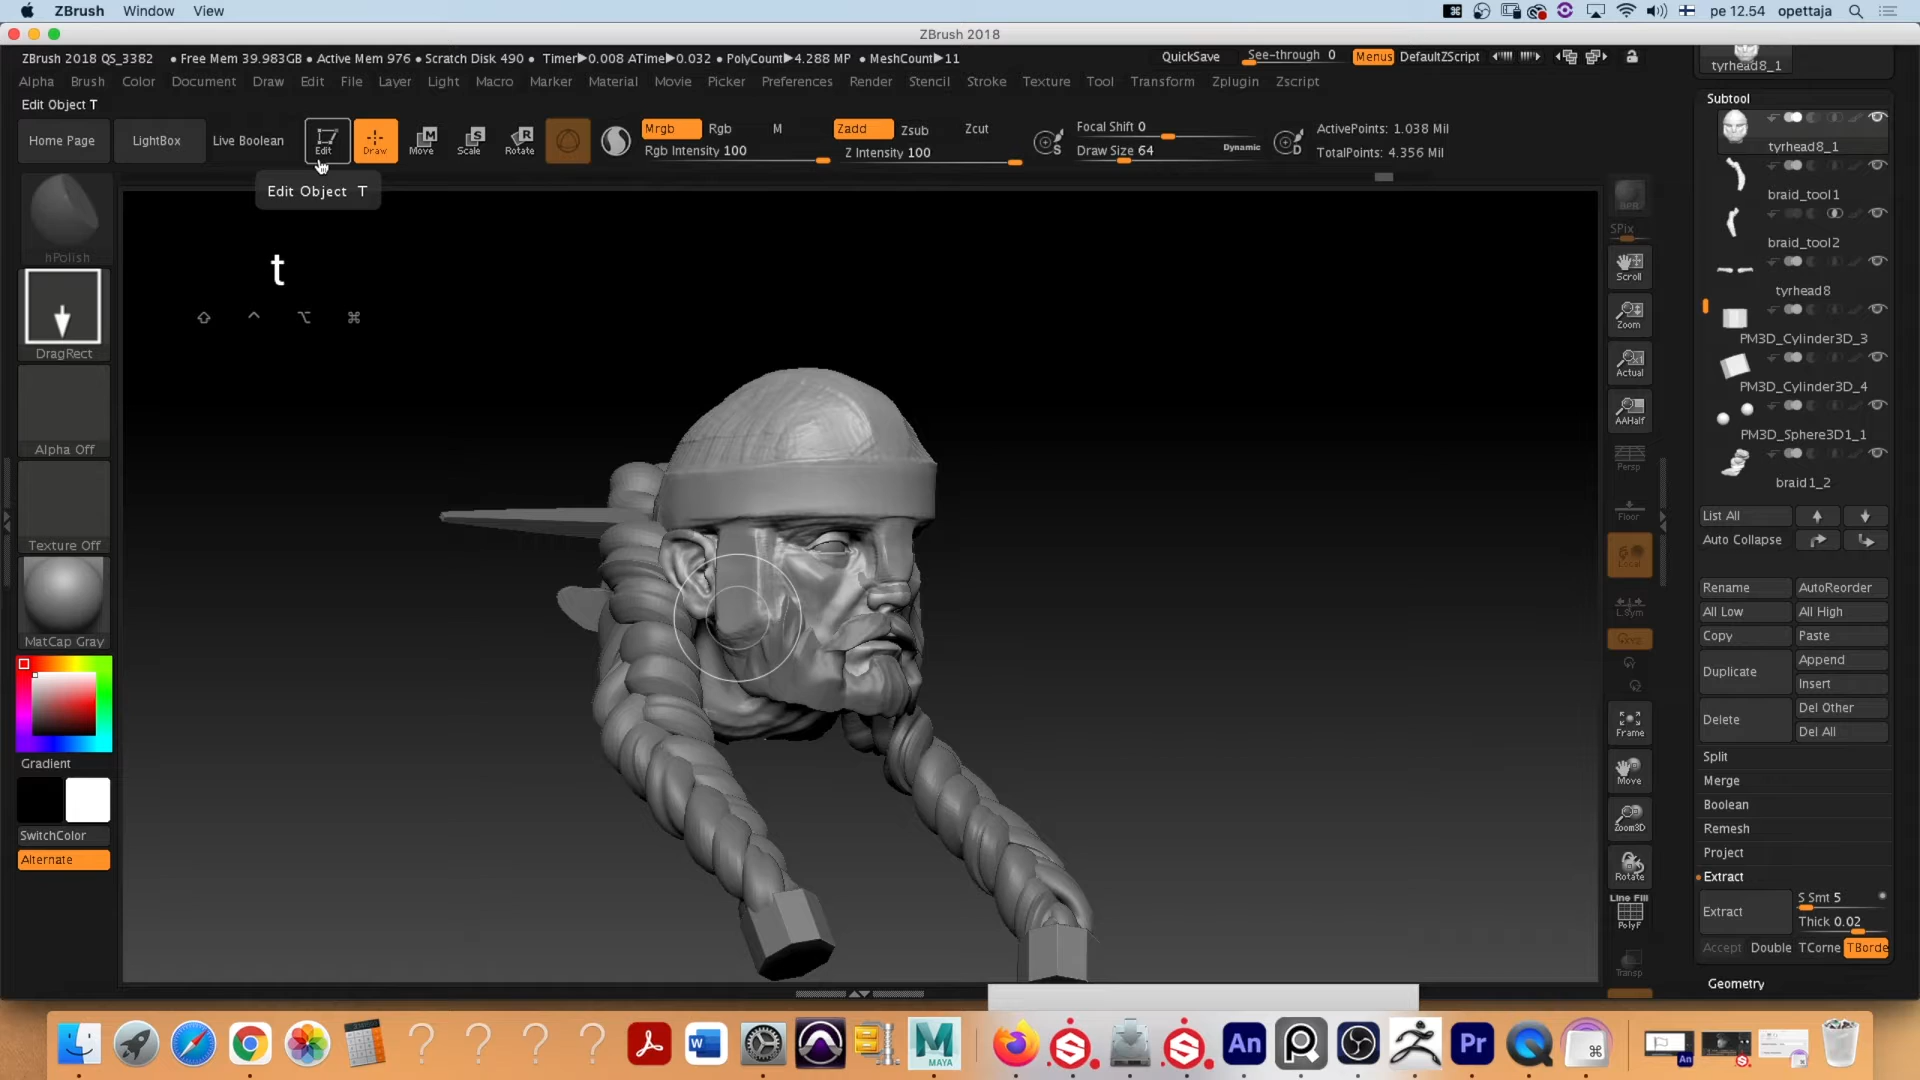 ZBrush Window View pe 12.54 opettaja
ZBrush 2018
ZBrush 2018 QS_3382 • Free Mem 39.983GB • Active Mem 976 • Scratch Disk 490 • Timer▶0.008 ATime▶0.032 • PolyCount▶4.288 MP • MeshCount▶11 QuickSave See-through 0 Menus DefaultZScript
tyrhead8_1
Alpha Brush Color Document Draw Edit File Layer Light Macro Marker Material Movie Picker Preferences Render Stencil Stroke Texture Tool Transform Zplugin Zscript
Edit Object T
Subtool
Home Page LightBox Live Boolean Edit Draw Move Scale Rotate
Mrgb Rgb M Zadd Zsub Zcut Focal Shift 0 ActivePoints: 1.038 Mil
Rgb Intensity 100 Z Intensity 100 Draw Size 64 Dynamic TotalPoints: 4.356 Mil
S D
Edit Object T
t
⇧ ^ ⌥ ⌘
hPolish
DragRect
Alpha Off
Texture Off
MatCap Gray
Gradient
SwitchColor
Alternate
BPR
SPix
Scroll
Zoom
Actual
AAHalf
Persp
Floor
Local
L.Sym
Frame
Move
Zoom3D
Rotate
Line Fill
PolyF
Transp
tyrhead8_1
braid_tool1
braid_tool2
tyrhead8
PM3D_Cylinder3D_3
PM3D_Cylinder3D_4
PM3D_Sphere3D1_1
braid1_2
List All
Auto Collapse
Rename AutoReorder
All Low All High
Copy Paste
Duplicate Append
Insert
Delete Del Other
Del All
Split
Merge
Boolean
Remesh
Project
Extract
Extract S Smt 5
Thick 0.02
Accept Double TCorne TBorde
Geometry
? ? ? ? W MAYA S S An Pr ⌘ An